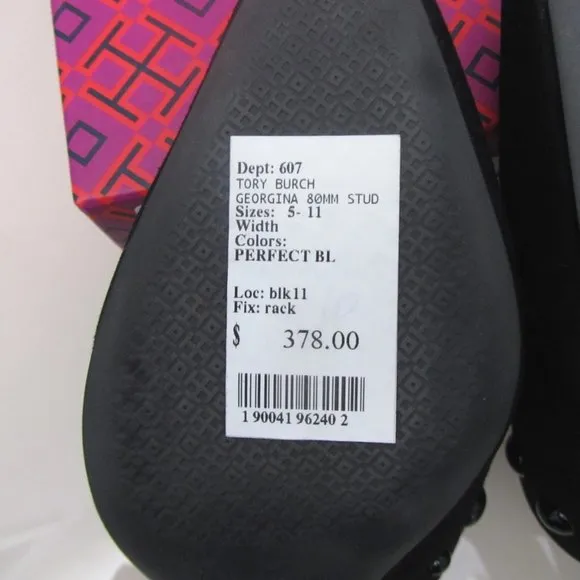 Dept: 607
TORY BURCH
GEORGINA 80MM STUD
Sizes: 5- 11
Width
Colors:
PERFECT BL
Loc: blk11
Fix: rack
$ 378.00
1 90041 96240 2